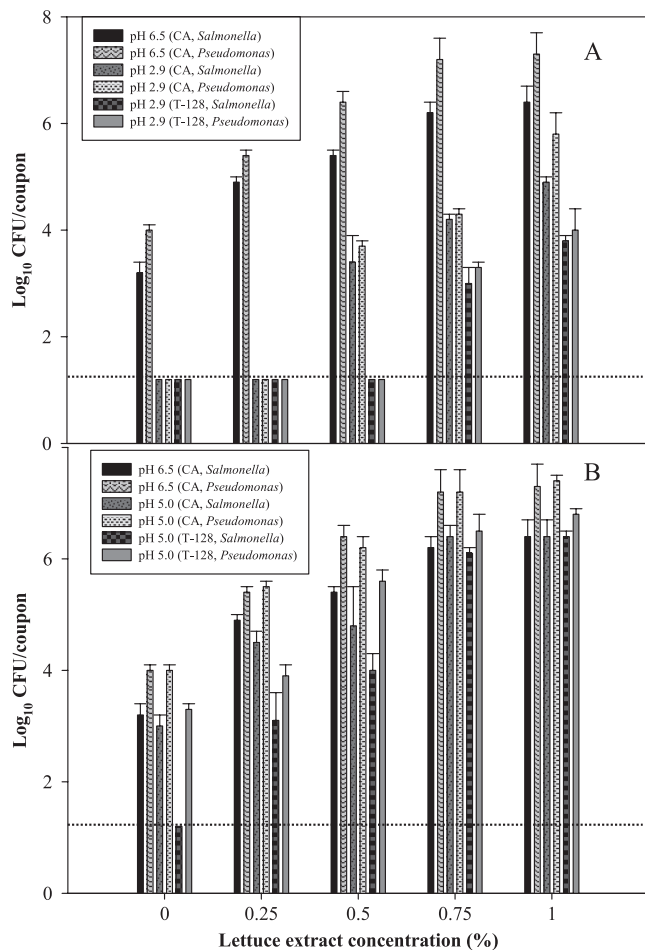 8
6
4
2
0
Log10 CFU/coupon
pH 6.5 (CA, Salmonella)
pH 6.5 (CA, Pseudomonas)
pH 2.9 (CA, Salmonella)
pH 2.9 (CA, Pseudomonas)
pH 2.9 (T-128, Salmonella)
pH 2.9 (T-128, Pseudomonas)
A
6
4
2
0
Log10 CFU/coupon
pH 6.5 (CA, Salmonella)
pH 6.5 (CA, Pseudomonas)
pH 5.0 (CA, Salmonella)
pH 5.0 (CA, Pseudomonas)
pH 5.0 (T-128, Salmonella)
pH 5.0 (T-128, Pseudomonas)
B
0 0.25 0.5 0.75 1
Lettuce extract concentration (%)